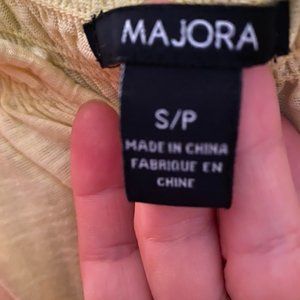 MAJORA
S/P
MADE IN CHINA
FABRIQUE EN
CHINE